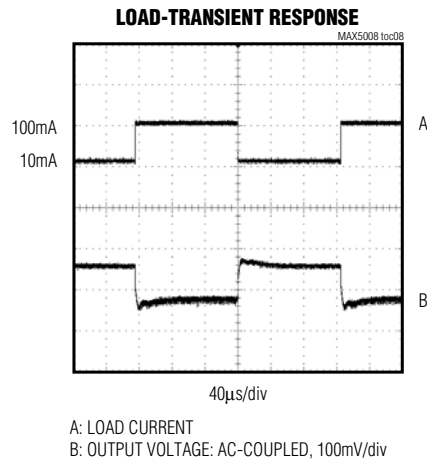 LOAD-TRANSIENT RESPONSE
MAX5008 toc08
100mA
A
10mA
B
40µs/div
A: LOAD CURRENT
B: OUTPUT VOLTAGE: AC-COUPLED, 100mV/div